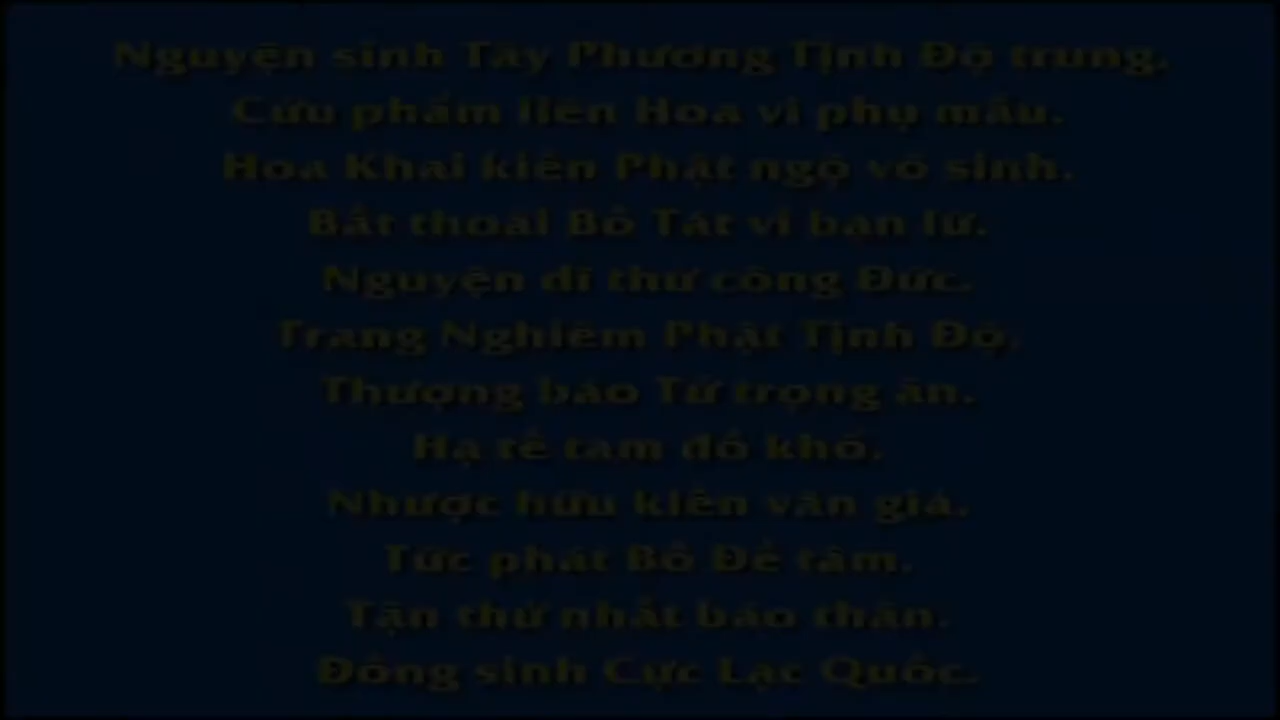 Nguyện sinh Tây Phương Tịnh Độ trung.
Cửu phẩm liên Hoa vi phụ mẫu.
Hoa Khai kiến Phật ngộ vô sinh.
Bất thoái Bồ Tát vi bạn lữ.
Nguyện dĩ thử công Đức.
Trang Nghiêm Phật Tịnh Độ.
Thượng báo Tứ trọng ân.
Hạ tế tam đồ khổ.
Nhược hữu kiến văn giả.
Tức phát Bồ Đề tâm.
Tận thử nhất báo thân.
Đồng sinh Cực Lạc Quốc.